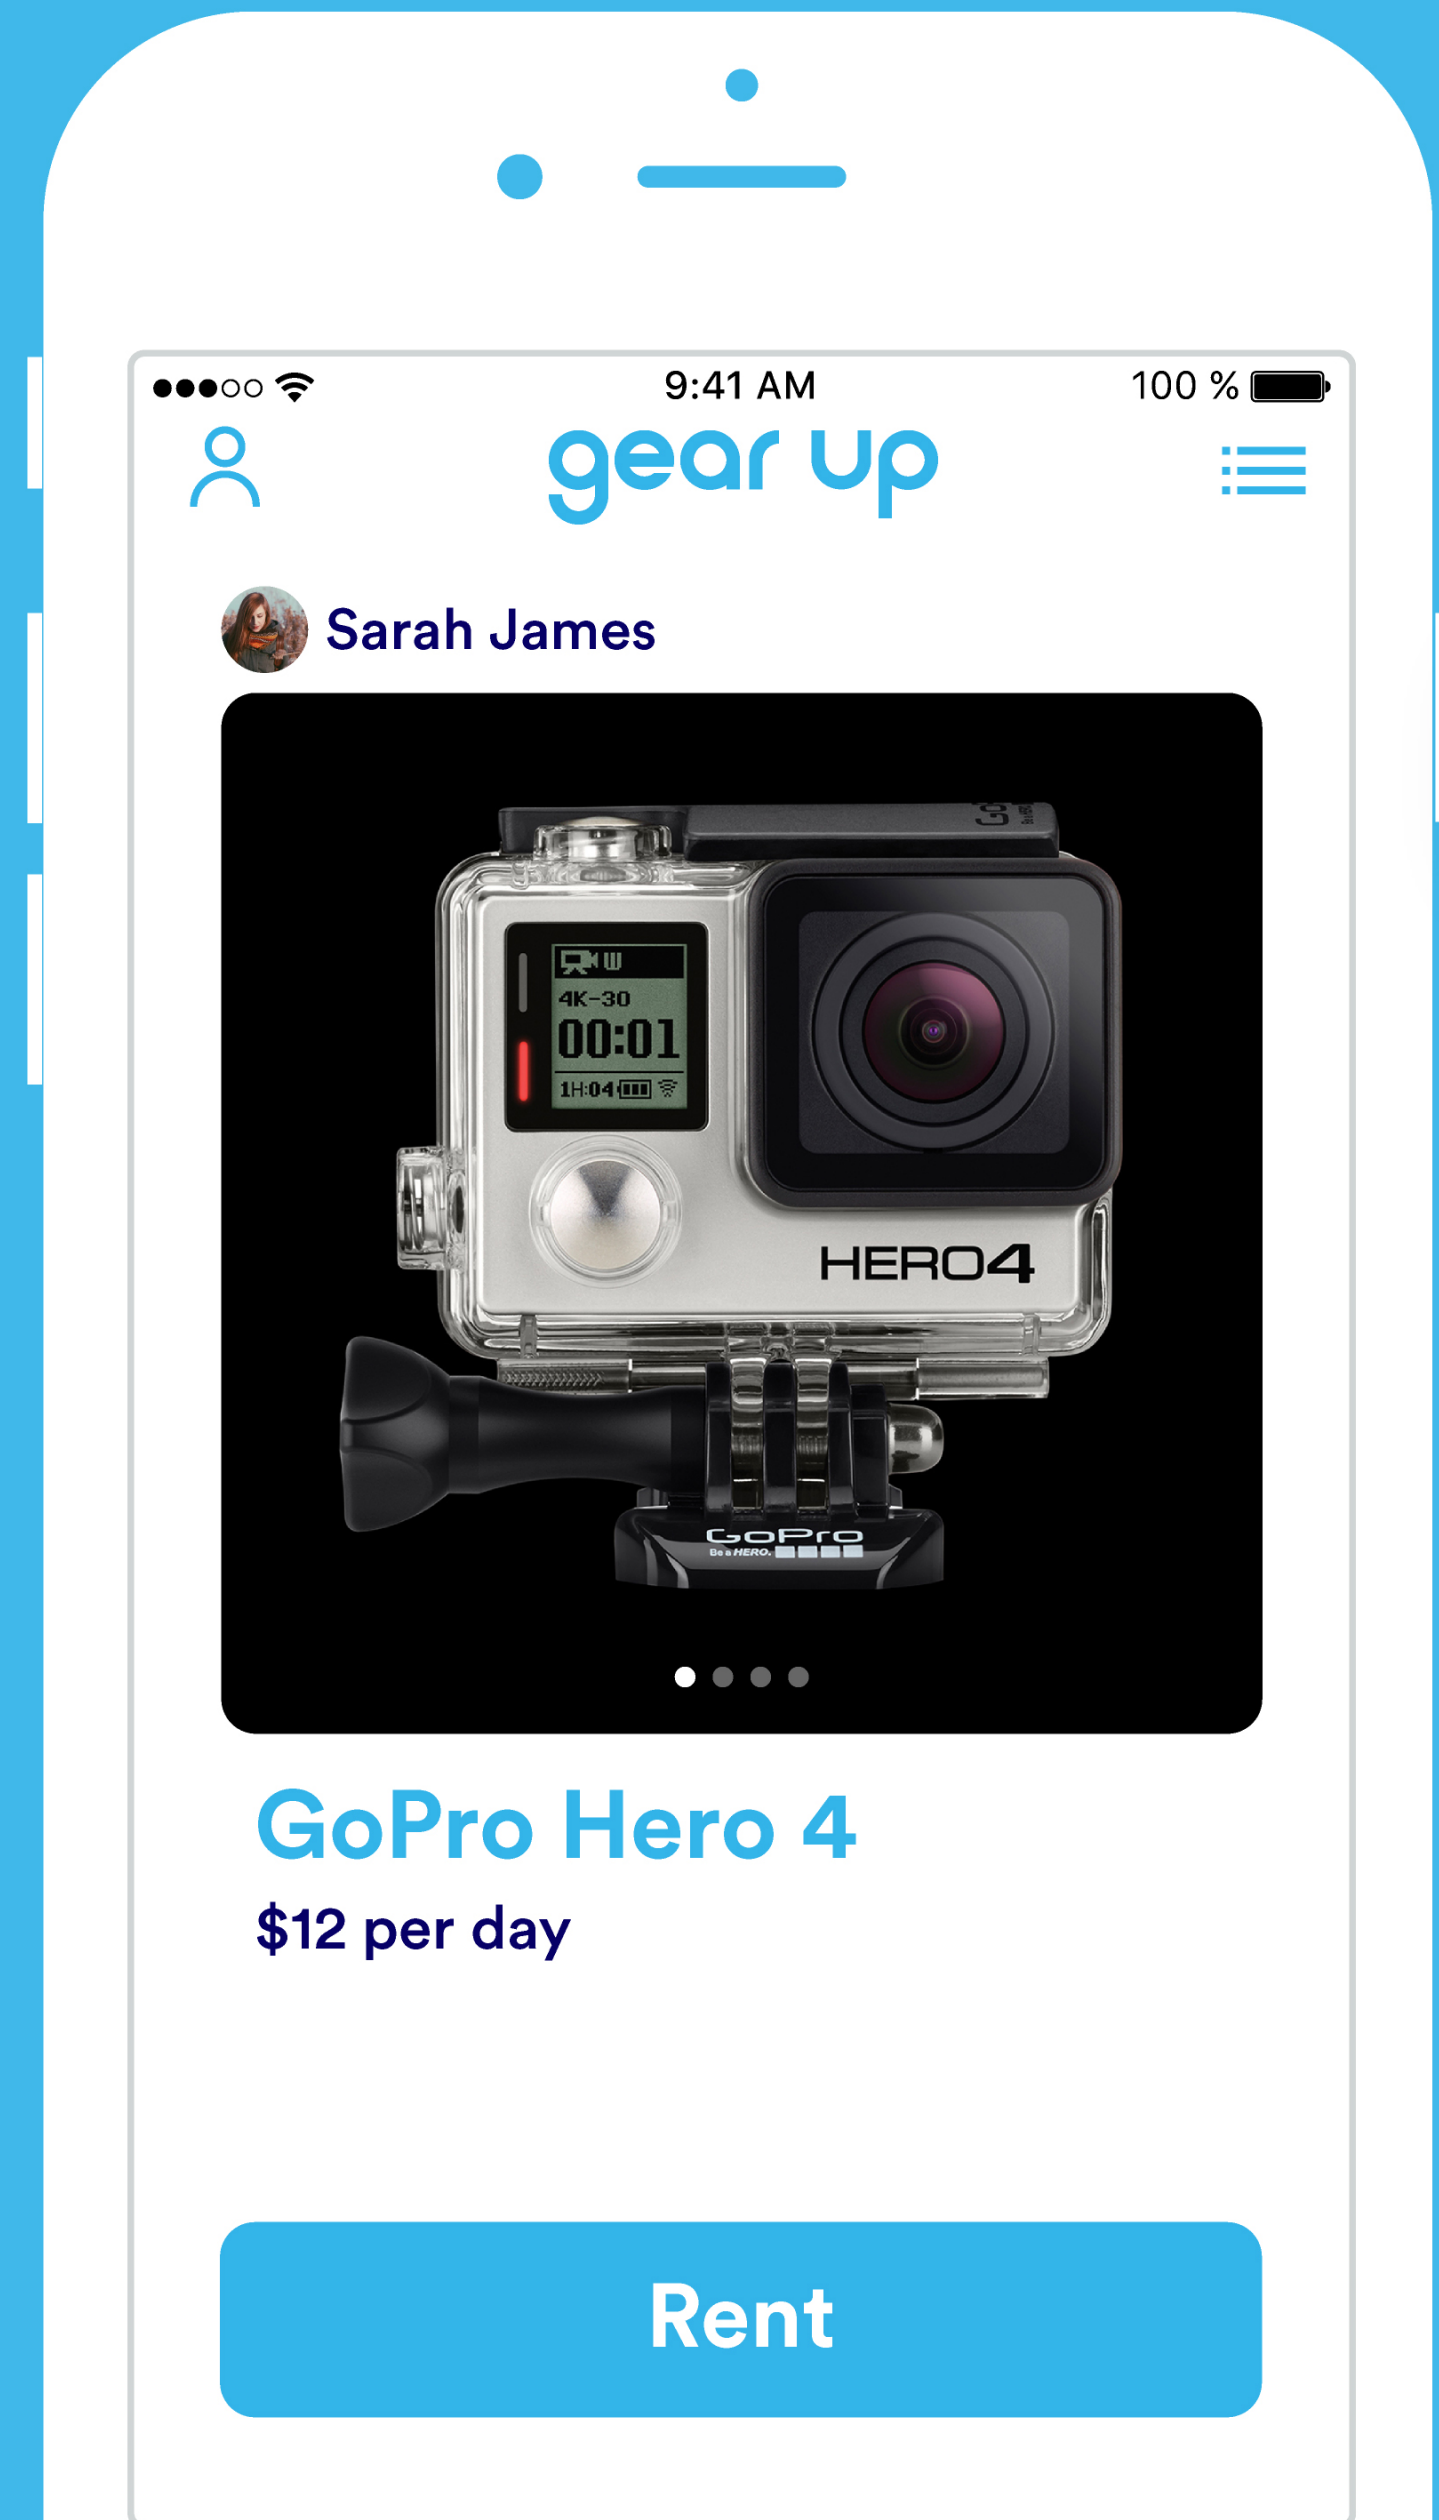 9:41 AM
100 %
gear up
Sarah James
W
4K-30
00:01
1H:04
HERO4
GoPro
Be a HERO.
GoPro Hero 4
$12 per day
Rent